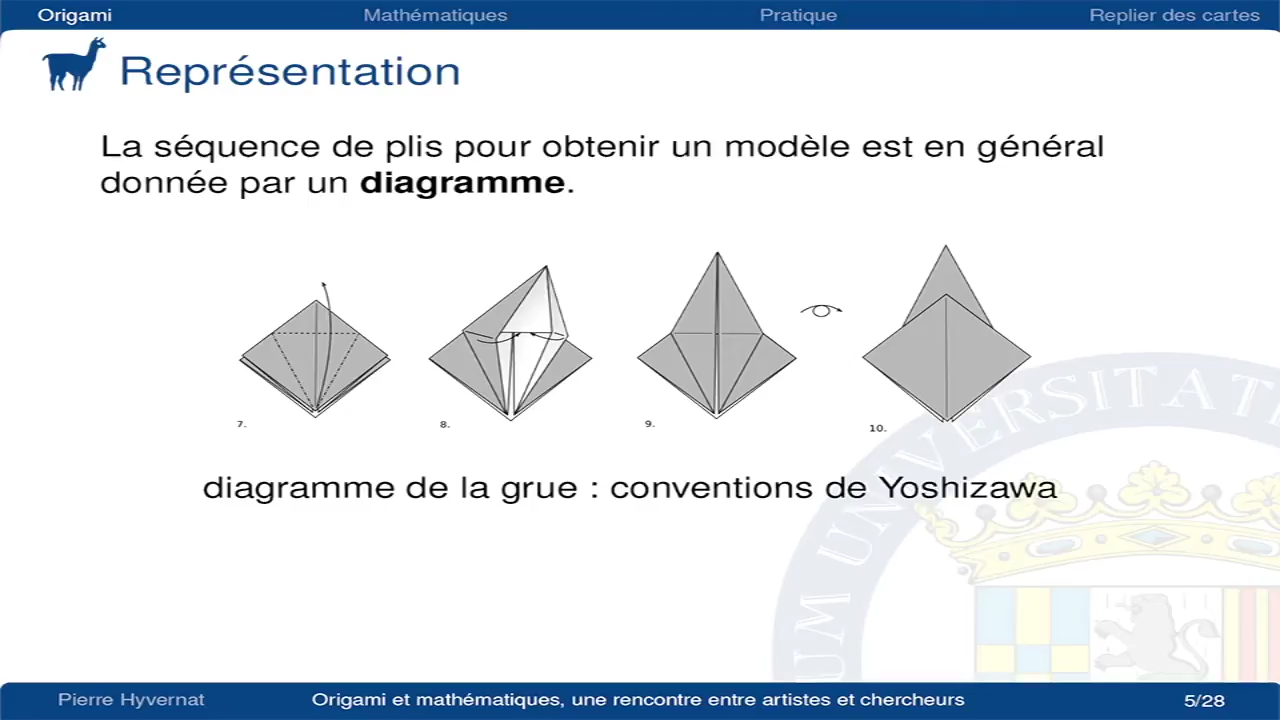 Origami Mathématiques Pratique Replier des cartes
Représentation
La séquence de plis pour obtenir un modèle est en général
donnée par un diagramme.
7. 8. 9. 10.
diagramme de la grue : conventions de Yoshizawa
UM UNIVERSITAT
Pierre Hyvernat Origami et mathématiques, une rencontre entre artistes et chercheurs 5/28